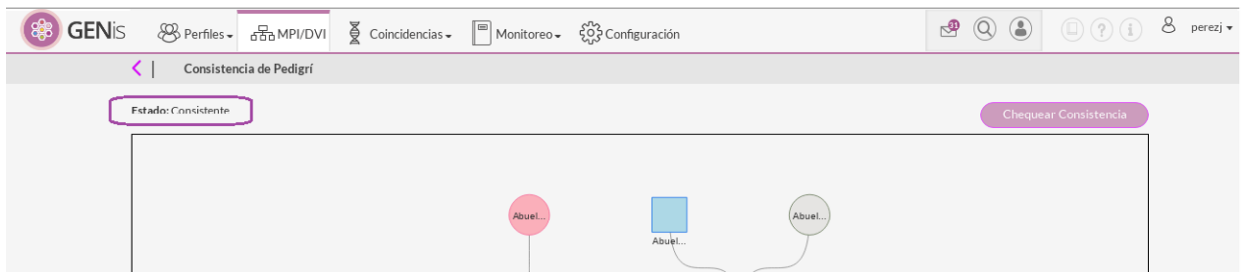 GENis Perfiles MPI/DVI Coincidencias Monitoreo Configuración 31 perezj
Consistencia de Pedigrí
Estado: Consistente
Chequear Consistencia
Abuel... Abuel...
Abuel...